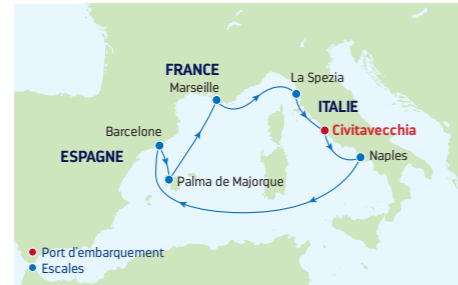 FRANCE
Marseille
La Spezia
ITALIE
Civitavecchia
Barcelone
ESPAGNE
Naples
Palma de Majorque
Port d'embarquement
Escales